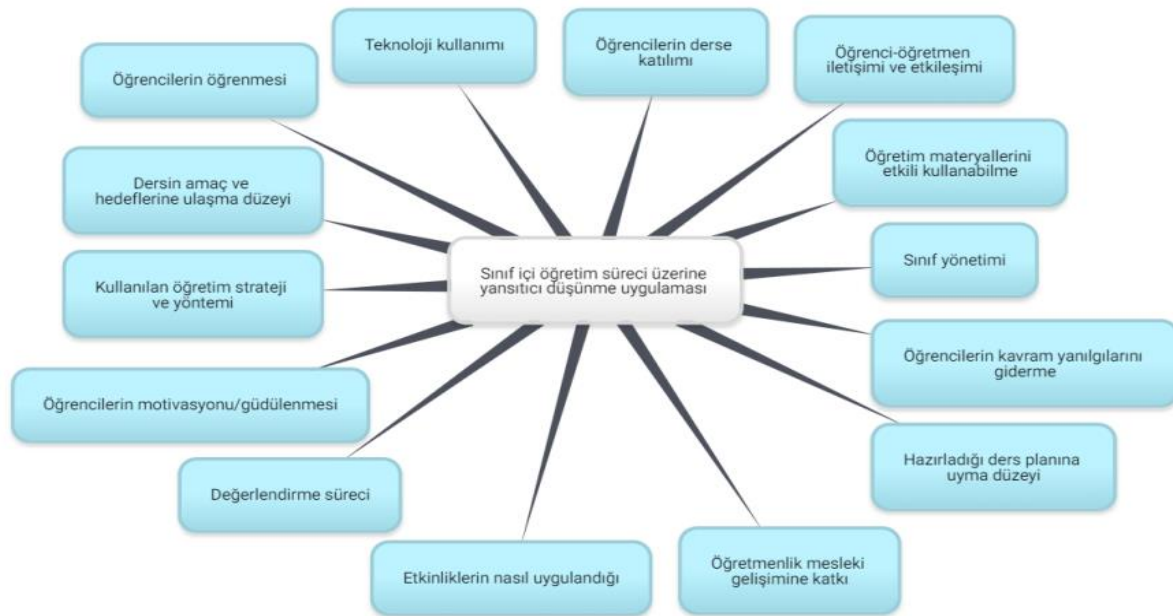 Teknoloji kullanımı
Öğrencilerin derse
katılımı
Öğrenci-öğretmen
iletişimi ve etkileşimi
Öğrencilerin öğrenmesi
Öğretim materyallerini
etkili kullanabilme
Dersin amaç ve
hedeflerine ulaşma düzeyi
Sınıf yönetimi
Sınıf içi öğretim süreci üzerine
yansıtıcı düşünme uygulaması
Kullanılan öğretim strateji
ve yöntemi
Öğrencilerin kavram yanılgılarını
giderme
Öğrencilerin motivasyonu/güdülenmesi
Hazırladığı ders planına
uyma düzeyi
Değerlendirme süreci
Etkinliklerin nasıl uygulandığı
Öğretmenlik mesleki
gelişimine katkı